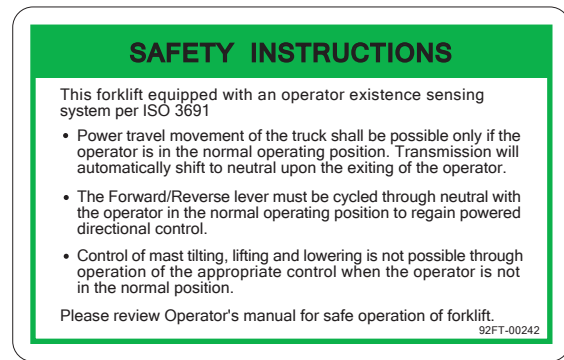 SAFETY INSTRUCTIONS
This forklift equipped with an operator existence sensing
system per ISO 3691
• Power travel movement of the truck shall be possible only if the
operator is in the normal operating position. Transmission will
automatically shift to neutral upon the exiting of the operator.
• The Forward/Reverse lever must be cycled through neutral with
the operator in the normal operating position to regain powered
directional control.
• Control of mast tilting, lifting and lowering is not possible through
operation of the appropriate control when the operator is not
in the normal position.
Please review Operator's manual for safe operation of forklift.
92FT-00242